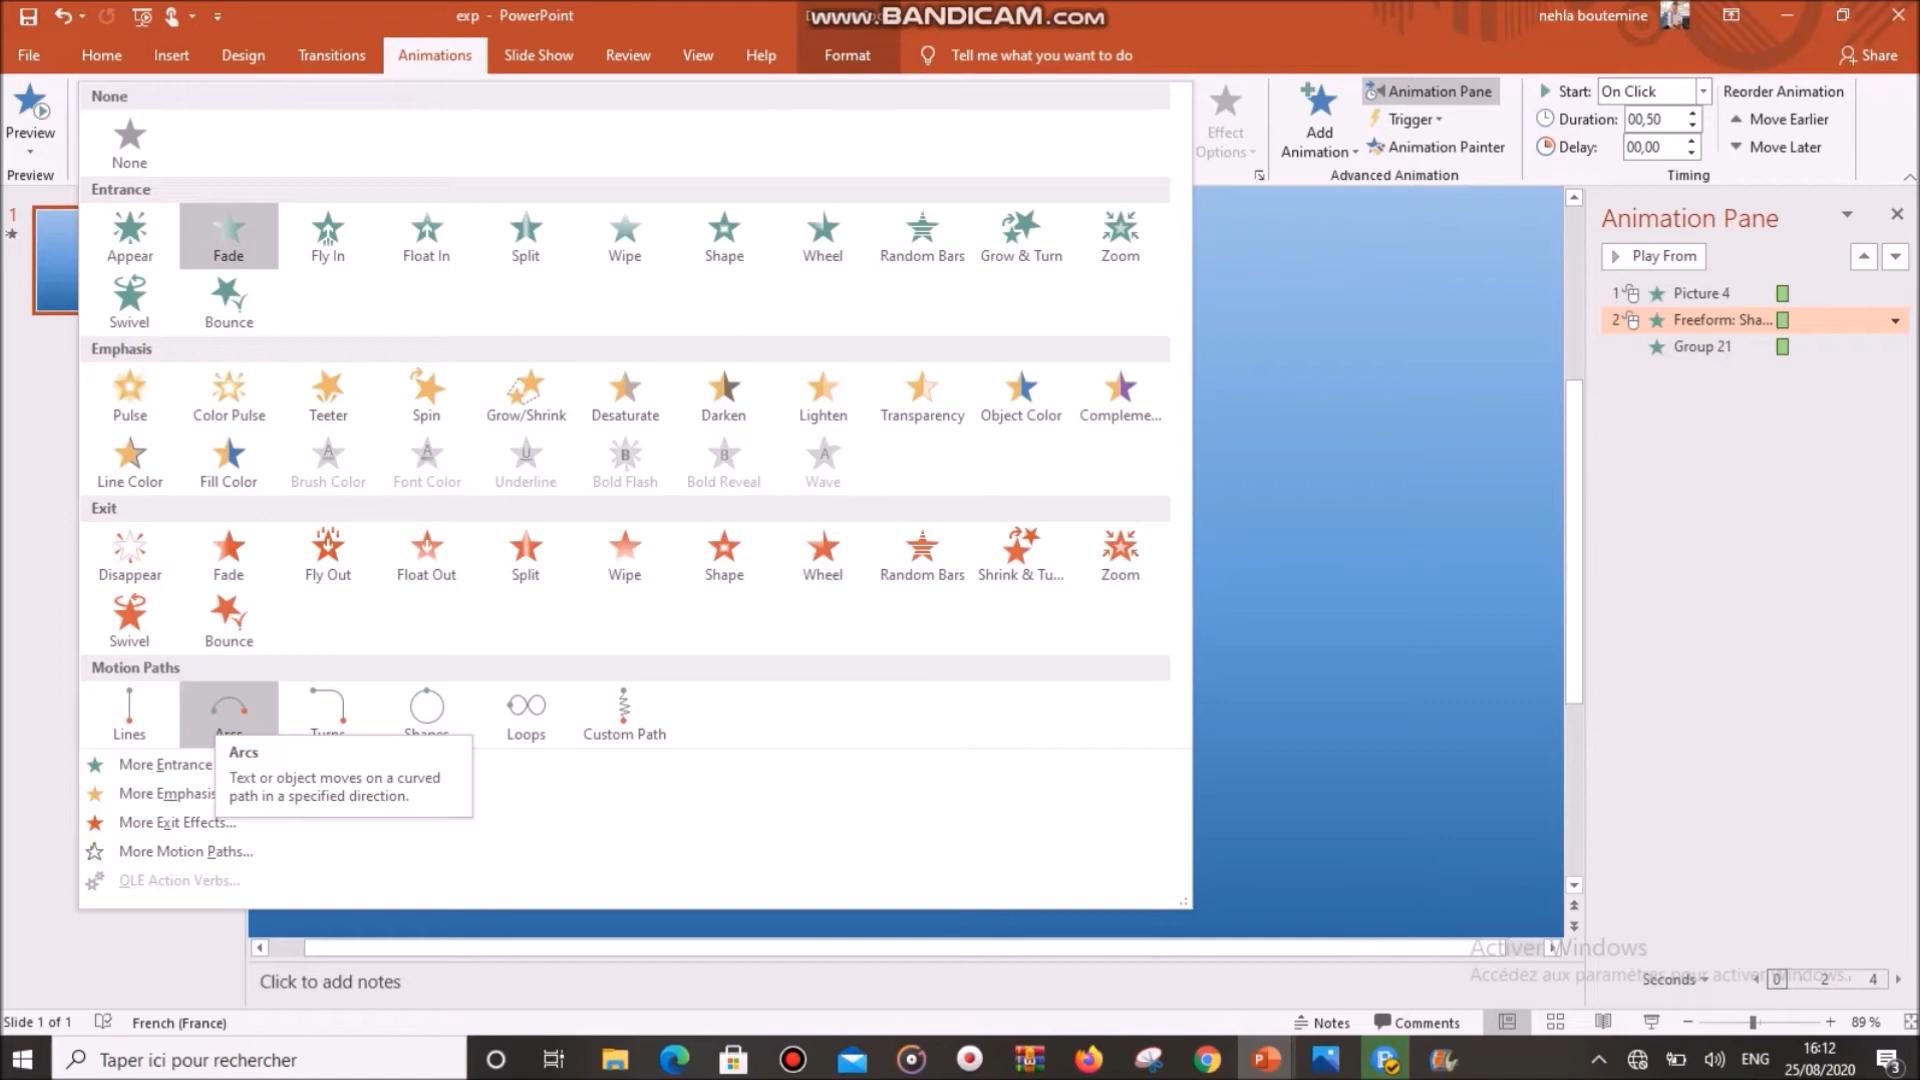 exp - PowerPoint
www.BANDICAM.com
nehla boutemine
File Home Insert Design Transitions Animations Slide Show Review View Help Format Tell me what you want to do Share
Preview
Preview
None
None
Entrance
Appear Fade Fly In Float In Split Wipe Shape Wheel Random Bars Grow & Turn Zoom
Swivel Bounce
Emphasis
Pulse Color Pulse Teeter Spin Grow/Shrink Desaturate Darken Lighten Transparency Object Color Compleme...
Line Color Fill Color Brush Color Font Color Underline Bold Flash Bold Reveal Wave
Exit
Disappear Fade Fly Out Float Out Split Wipe Shape Wheel Random Bars Shrink & Tu... Zoom
Swivel Bounce
Motion Paths
Lines Arcs Turns Shapes Loops Custom Path
Arcs
Text or object moves on a curved
path in a specified direction.
More Entrance
More Emphasis
More Exit Effects...
More Motion Paths...
OLE Action Verbs...
Effect
Options
Add
Animation
Animation Pane
Trigger
Animation Painter
Advanced Animation
Start: On Click
Duration: 00,50
Delay: 00,00
Timing
Reorder Animation
Move Earlier
Move Later
1
Animation Pane
Play From
1 Picture 4
2 Freeform: Sha...
Group 21
Activer Windows
Accédez aux paramètres pour activer Windows.
Seconds 0 2 4
Click to add notes
Slide 1 of 1 French (France) Notes Comments 89 %
Taper ici pour rechercher
ENG
16:12
25/08/2020
3